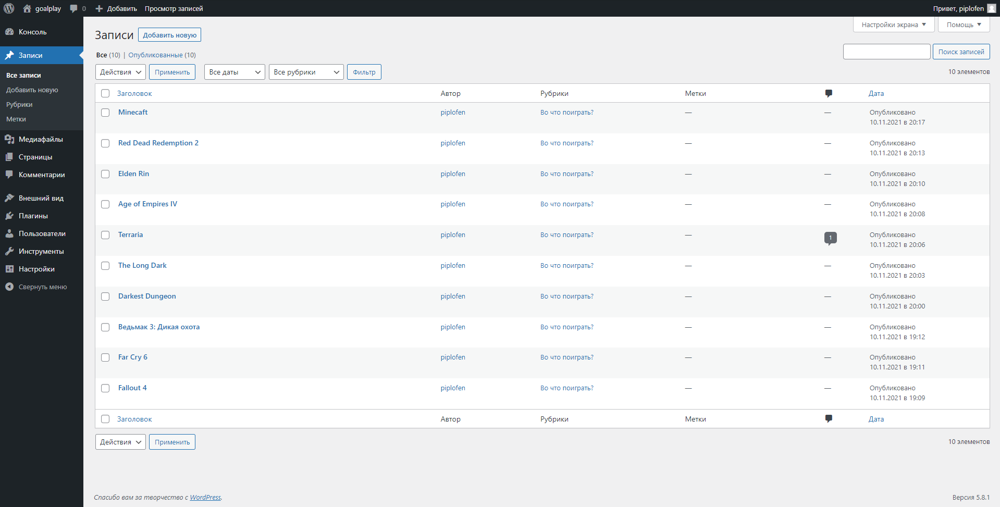 goalplay 0 Добавить Просмотр записей Привет, piplofen
Консоль
Записи
Все записи
Добавить новую
Рубрики
Метки
Медиафайлы
Страницы
Комментарии
Внешний вид
Плагины
Пользователи
Инструменты
Настройки
Свернуть меню
Настройки экрана Помощь
Записи Добавить новую
Все (10) | Опубликованные (10)
Поиск записей
Действия Применить Все даты Все рубрики Фильтр 10 элементов
Заголовок Автор Рубрики Метки Дата
Minecaft piplofen Во что поиграть? — — Опубликовано
10.11.2021 в 20:17
Red Dead Redemption 2 piplofen Во что поиграть? — — Опубликовано
10.11.2021 в 20:13
Elden Rin piplofen Во что поиграть? — — Опубликовано
10.11.2021 в 20:10
Age of Empires IV piplofen Во что поиграть? — — Опубликовано
10.11.2021 в 20:08
Terraria piplofen Во что поиграть? — 1 Опубликовано
10.11.2021 в 20:06
The Long Dark piplofen Во что поиграть? — — Опубликовано
10.11.2021 в 20:03
Darkest Dungeon piplofen Во что поиграть? — — Опубликовано
10.11.2021 в 20:00
Ведьмак 3: Дикая охота piplofen Во что поиграть? — — Опубликовано
10.11.2021 в 19:12
Far Cry 6 piplofen Во что поиграть? — — Опубликовано
10.11.2021 в 19:11
Fallout 4 piplofen Во что поиграть? — — Опубликовано
10.11.2021 в 19:09
Заголовок Автор Рубрики Метки Дата
Действия Применить 10 элементов
Спасибо вам за творчество с WordPress. Версия 5.8.1